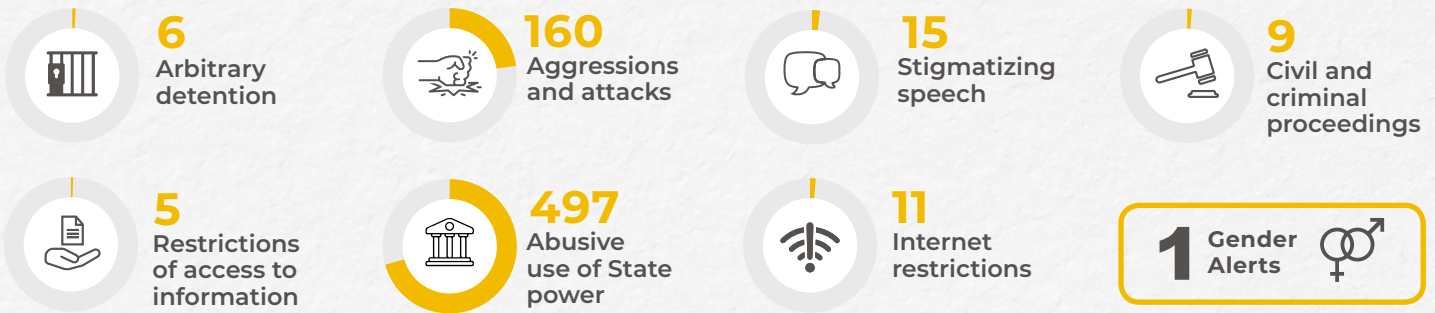 6
Arbitrary
detention
160
Aggressions
and attacks
15
Stigmatizing
speech
9
Civil and
criminal
proceedings
5
Restrictions
of access to
information
497
Abusive
use of State
power
11
Internet
restrictions
1 Gender
Alerts